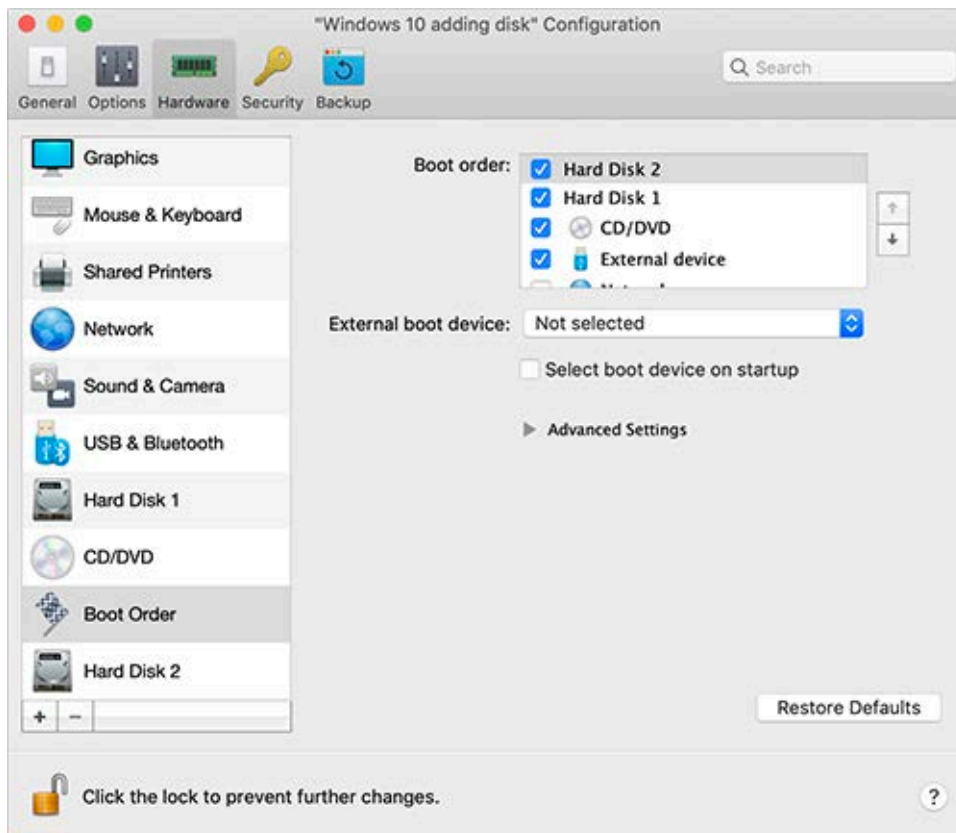 "Windows 10 adding disk" Configuration
General Options Hardware Security Backup
Search
Graphics
Mouse & Keyboard
Shared Printers
Network
Sound & Camera
USB & Bluetooth
Hard Disk 1
CD/DVD
Boot Order
Hard Disk 2
+ −
Boot order:
Hard Disk 2
Hard Disk 1
CD/DVD
External device
External boot device: Not selected
Select boot device on startup
Advanced Settings
Restore Defaults
Click the lock to prevent further changes.
?